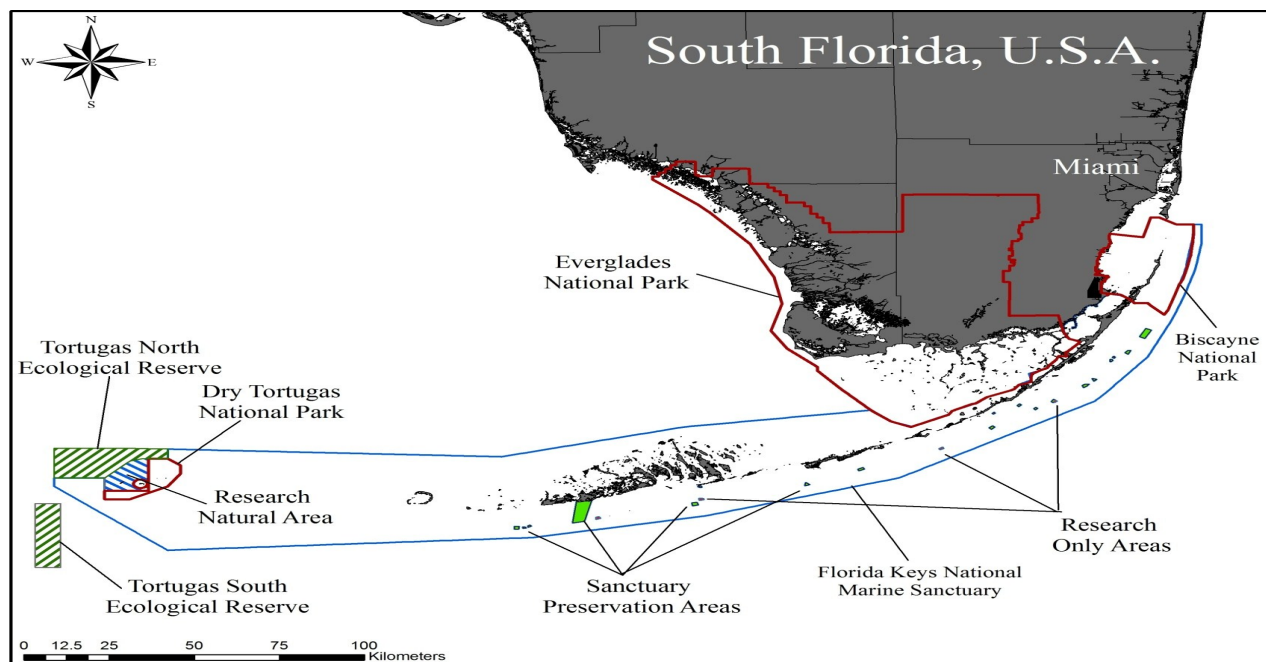 N
W E
S
South Florida, U.S.A.
Miami
Everglades
National Park
Biscayne
National
Park
Tortugas North
Ecological Reserve
Dry Tortugas
National Park
Research
Natural Area
Tortugas South
Ecological Reserve
Sanctuary
Preservation Areas
Florida Keys National
Marine Sanctuary
Research
Only Areas
0 12.5 25 50 75 100
Kilometers